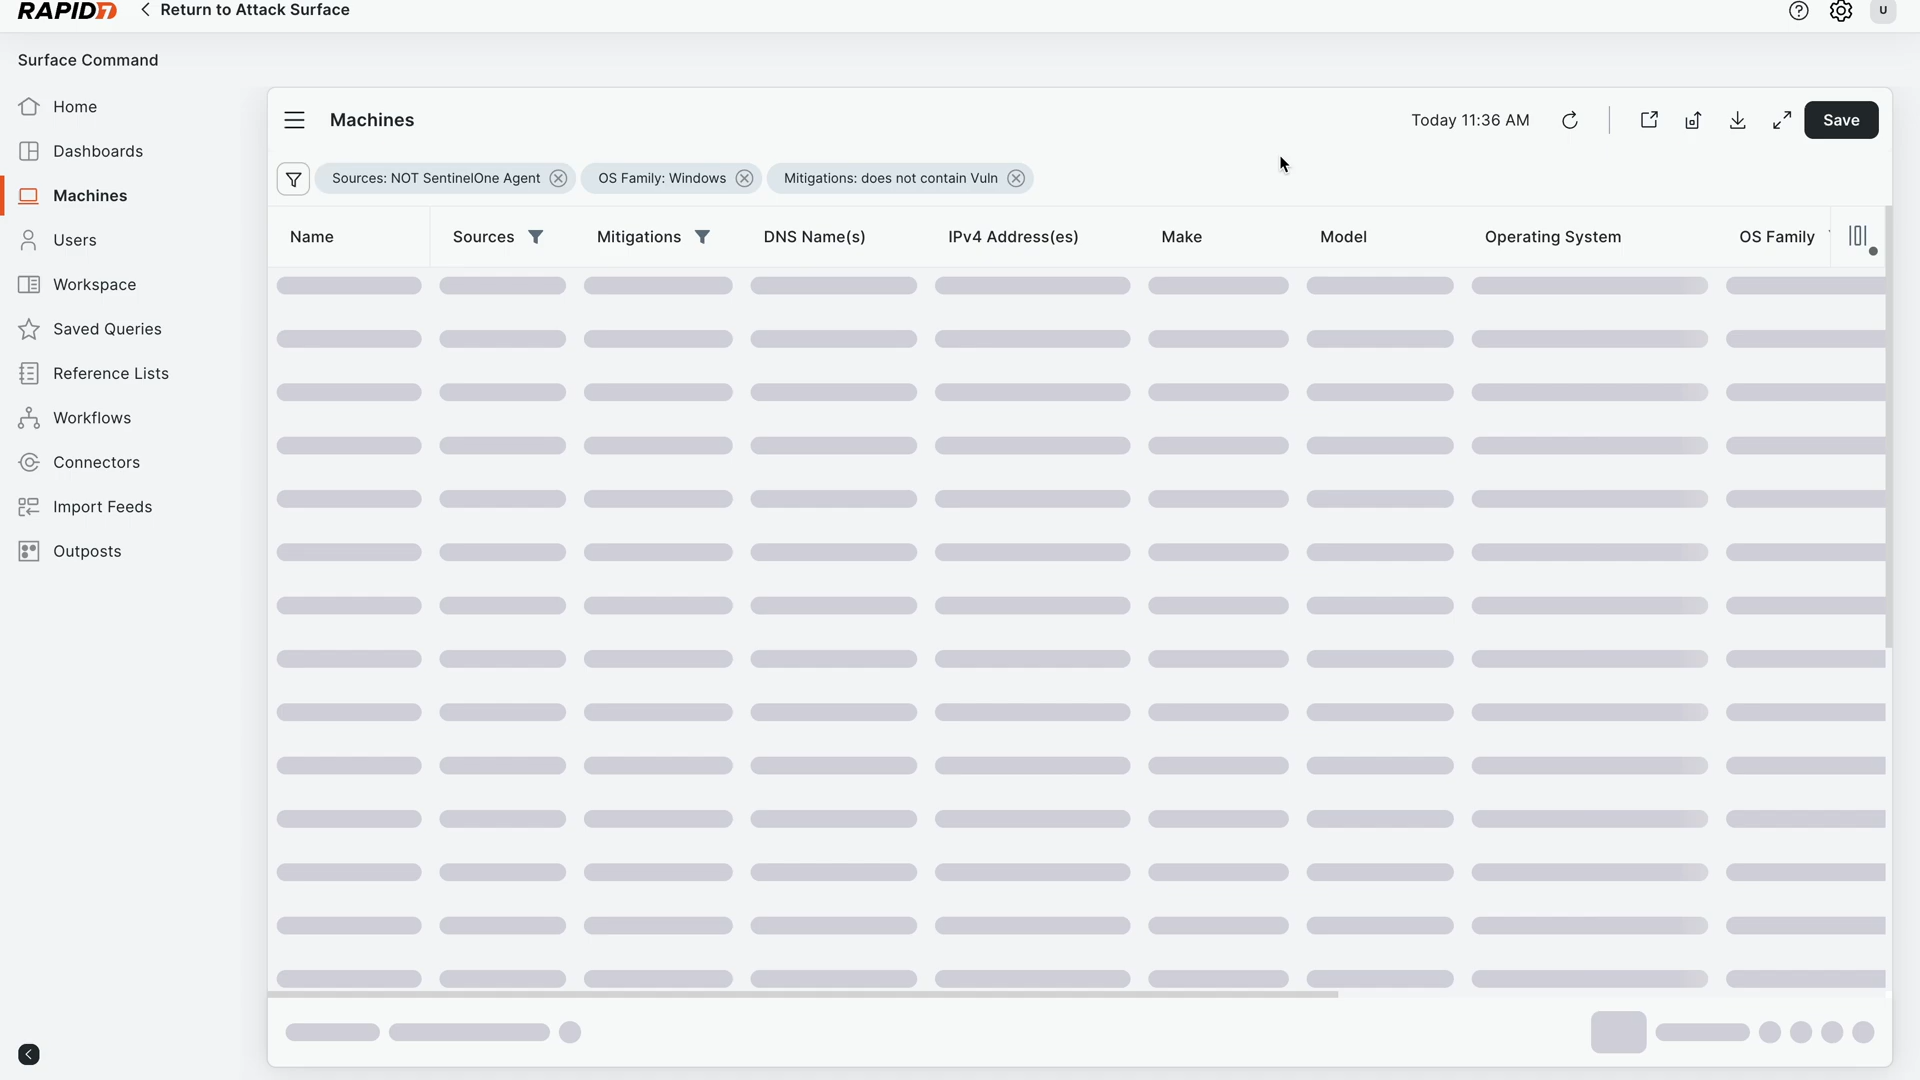 RAPID7
Return to Attack Surface
U
Surface Command
Home
Dashboards
Machines
Users
Workspace
Saved Queries
Reference Lists
Workflows
Connectors
Import Feeds
Outposts
Machines
Today 11:36 AM
Save
Sources: NOT SentinelOne Agent
OS Family: Windows
Mitigations: does not contain Vuln
Name
Sources
Mitigations
DNS Name(s)
IPv4 Address(es)
Make
Model
Operating System
OS Family